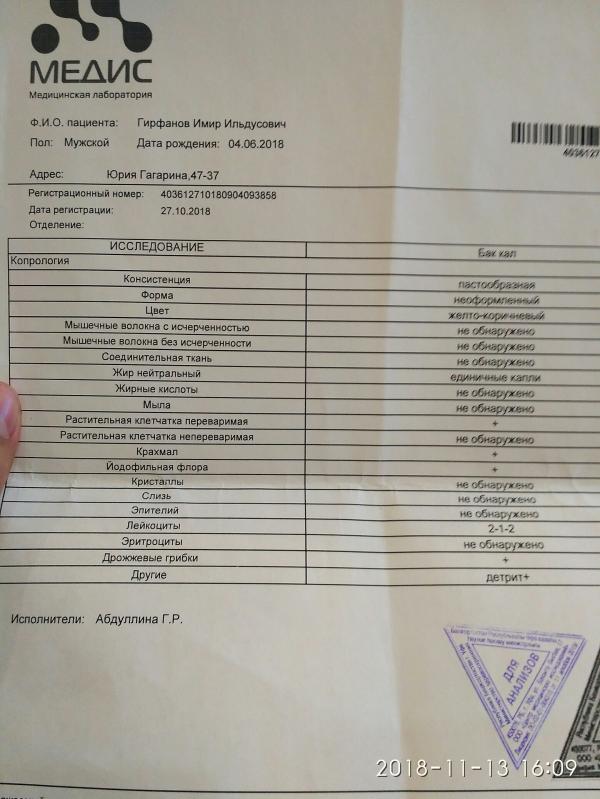 МЕДИС
Медицинская лаборатория
Ф.И.О. пациента: Гирфанов Имир Ильдусович
Пол: Мужской Дата рождения: 04.06.2018
4036127
Адрес: Юрия Гагарина,47-37
Регистрационный номер: 403612710180904093858
Дата регистрации: 27.10.2018
Отделение:
ИССЛЕДОВАНИЕ Бак кал
Копрология
Консистенция пастообразная
Форма неоформленный
Цвет желто-коричневый
Мышечные волокна с исчерченностью не обнаружено
Мышечные волокна без исчерченности не обнаружено
Соединительная ткань не обнаружено
Жир нейтральный единичные капли
Жирные кислоты не обнаружено
Мыла не обнаружено
Растительная клетчатка переваримая +
Растительная клетчатка непереваримая не обнаружено
Крахмал +
Йодофильная флора +
Кристаллы не обнаружено
Слизь не обнаружено
Эпителий не обнаружено
Лейкоциты 2-1-2
Эритроциты не обнаружено
Дрожжевые грибки +
Другие детрит+
Исполнители: Абдуллина Г.Р.
ДЛЯ
АНАЛИЗОВ
2018-11-13 16:09